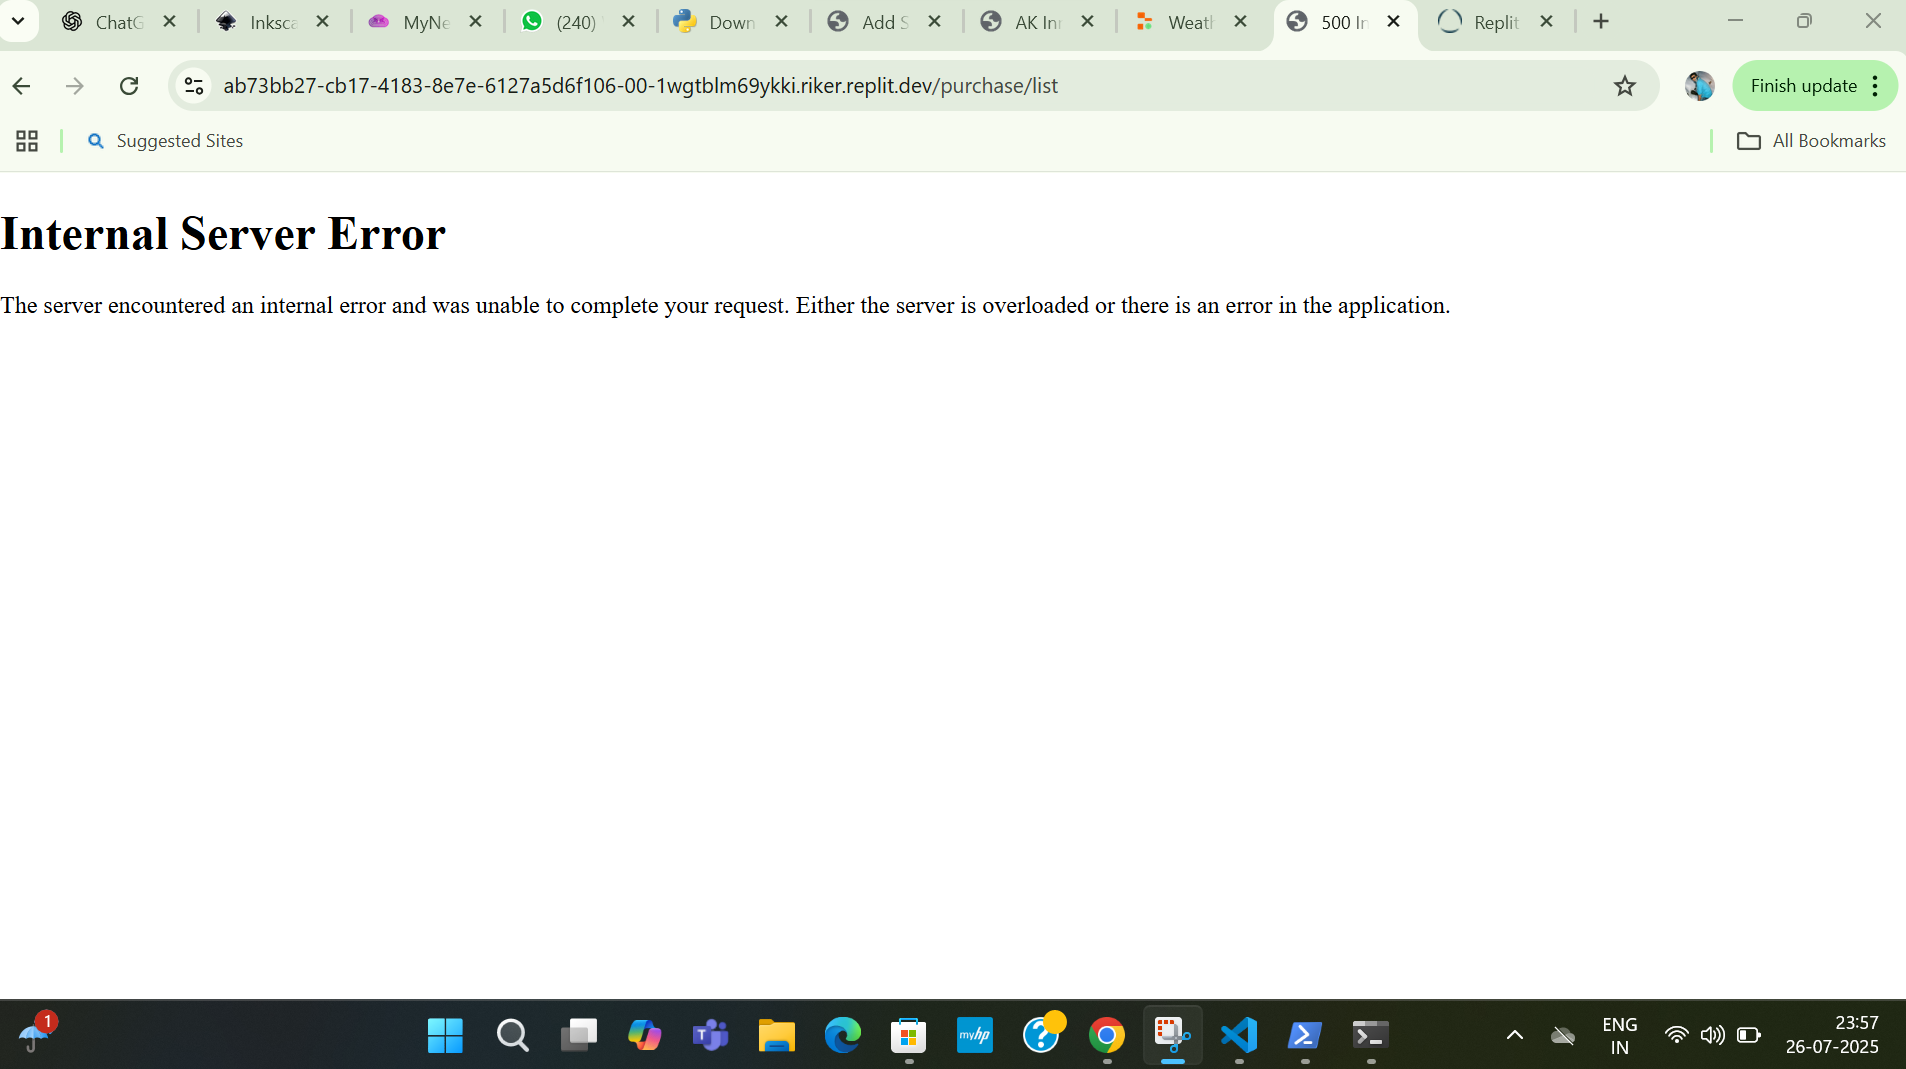 ChatG
Inksca
MyNe
(240)
Down
Add S
AK Inn
Weath
500 In
Replit
ab73bb27-cb17-4183-8e7e-6127a5d6f106-00-1wgtblm69ykki.riker.replit.dev/purchase/list
Finish update
Suggested Sites
All Bookmarks
Internal Server Error
The server encountered an internal error and was unable to complete your request. Either the server is overloaded or there is an error in the application.
1
myhp
ENG
IN
23:57
26-07-2025